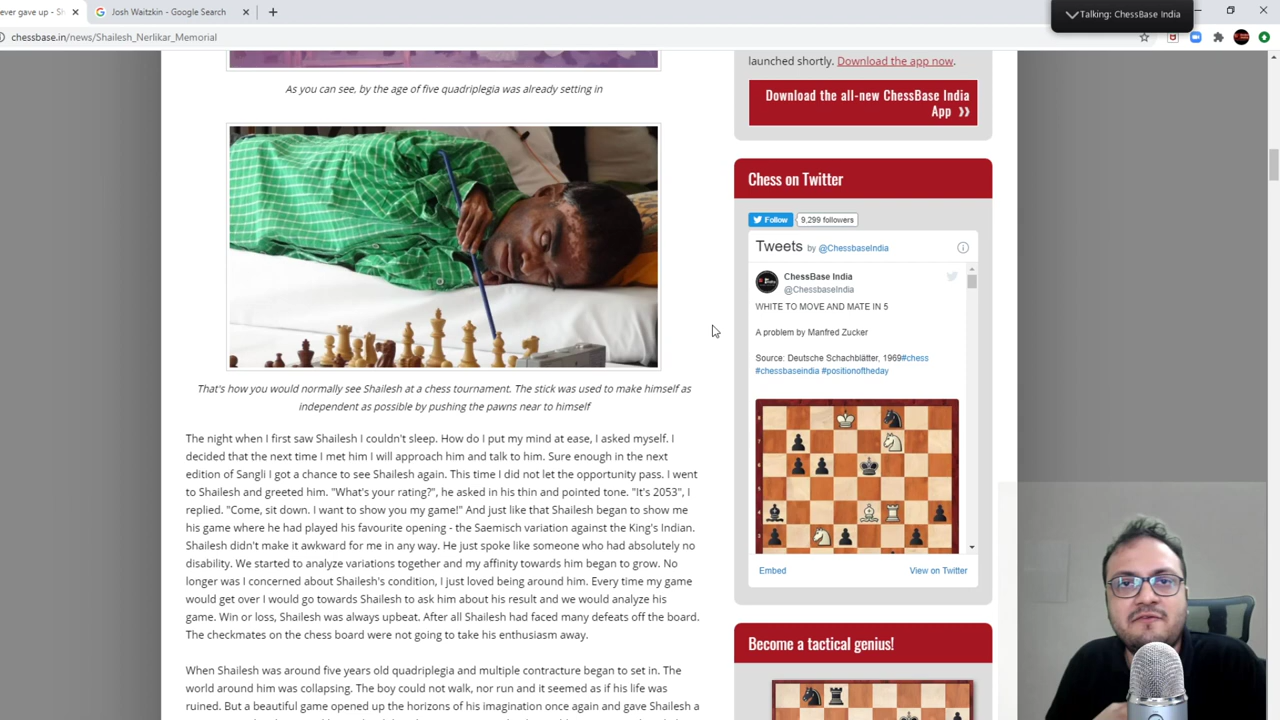 ever gave up - S
Josh Waitzkin - Google Search
Talking: ChessBase India
chessbase.in/news/Shailesh_Nerlikar_Memorial
As you can see, by the age of five quadriplegia was already setting in
That's how you would normally see Shailesh at a chess tournament. The stick was used to make himself as
independent as possible by pushing the pawns near to himself
The night when I first saw Shailesh I couldn't sleep. How do I put my mind at ease, I asked myself. I
decided that the next time I met him I will approach him and talk to him. Sure enough in the next
edition of Sangli I got a chance to see Shailesh again. This time I did not let the opportunity pass. I went
to Shailesh and greeted him. "What's your rating?", he asked in his thin and pointed tone. "It's 2053", I
replied. "Come, sit down. I want to show you my game!" And just like that Shailesh began to show me
his game where he had played his favourite opening - the Saemisch variation against the King's Indian.
Shailesh didn't make it awkward for me in any way. He just spoke like someone who had absolutely no
disability. We started to analyze variations together and my affinity towards him began to grow. No
longer was I concerned about Shailesh's condition, I just loved being around him. Every time my game
would get over I would go towards Shailesh to ask him about his result and we would analyze his
game. Win or loss, Shailesh was always upbeat. After all Shailesh had faced many defeats off the board.
The checkmates on the chess board were not going to take his enthusiasm away.
When Shailesh was around five years old quadriplegia and multiple contracture began to set in. The
world around him was collapsing. The boy could not walk, nor run and it seemed as if his life was
ruined. But a beautiful game opened up the horizons of his imagination once again and gave Shailesh a
launched shortly. Download the app now.
Download the all-new ChessBase India
App »
Chess on Twitter
Follow 9,299 followers
Tweets by @ChessbaseIndia
ChessBase India
@ChessbaseIndia
WHITE TO MOVE AND MATE IN 5
A problem by Manfred Zucker
Source: Deutsche Schachblätter, 1969#chess
#chessbaseindia #positionoftheday
8
7
6
5
4
3
Embed
View on Twitter
Become a tactical genius!